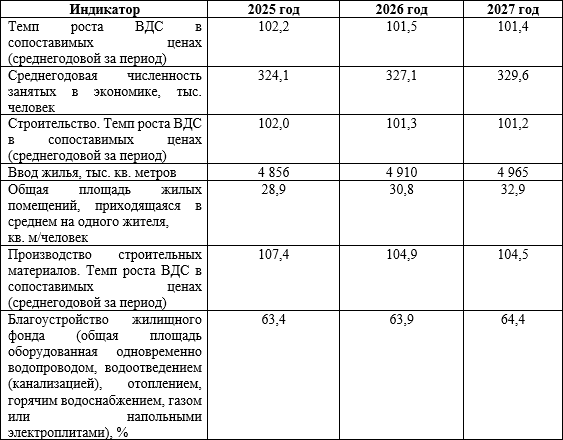 Индикатор 2025 год 2026 год 2027 год
Темп роста ВДС в 102,2 101,5 101,4
сопоставимых ценах
(среднегодовой за период)
Среднегодовая численность 324,1 327,1 329,6
занятых в экономике, тыс.
человек
Строительство. Темп роста ВДС 102,0 101,3 101,2
в сопоставимых ценах
(среднегодовой за период)
Ввод жилья, тыс. кв. метров 4 856 4 910 4 965
Общая площадь жилых 28,9 30,8 32,9
помещений, приходящаяся в
среднем на одного жителя,
кв. м/человек
Производство строительных 107,4 104,9 104,5
материалов. Темп роста ВДС в
сопоставимых ценах
(среднегодовой за период)
Благоустройство жилищного 63,4 63,9 64,4
фонда (общая площадь
оборудованная одновременно
водопроводом, водоотведением
(канализацией), отоплением,
горячим водоснабжением, газом
или напольными
электроплитами), %